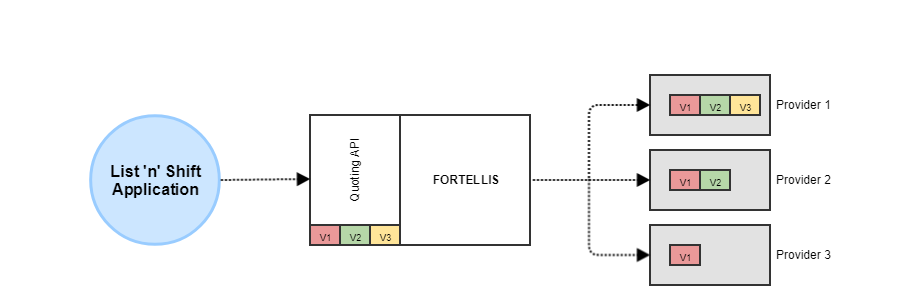 List 'n' Shift
Application
Quoting API
V1 V2 V3
FORTELLIS
V1 V2 V3
Provider 1
V1 V2
Provider 2
V1
Provider 3